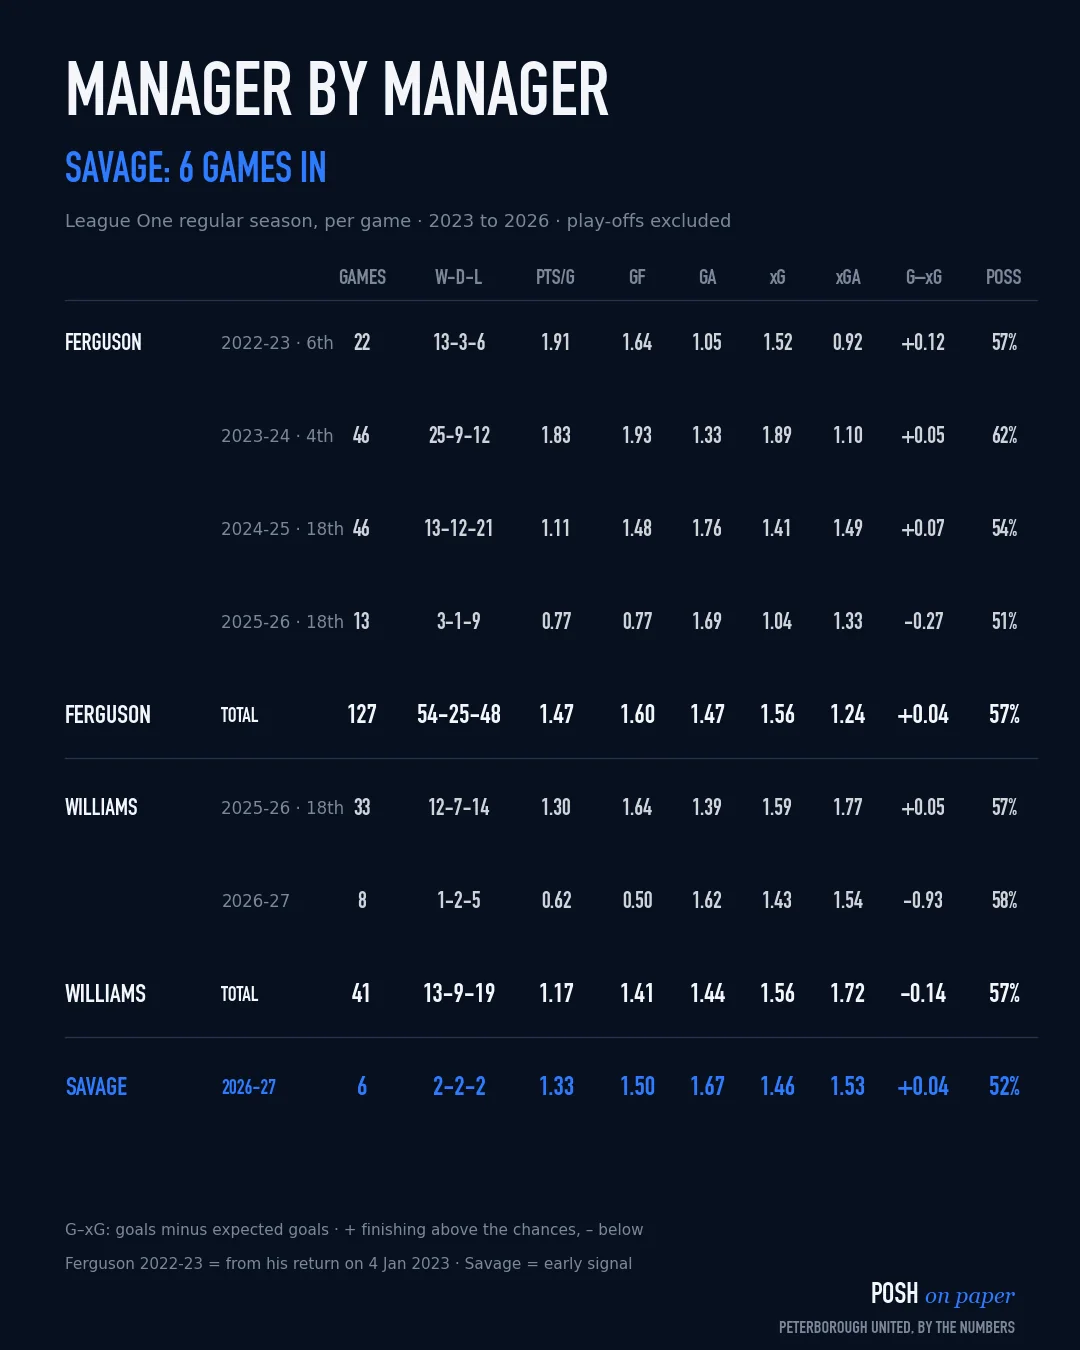 MANAGER BY MANAGER
SAVAGE: 6 GAMES IN
League One regular season, per game · 2023 to 2026 · play-offs excluded
GAMES W-D-L PTS/G GF GA xG xGA G–xG POSS
FERGUSON 2022-23 · 6th 22 13-3-6 1.91 1.64 1.05 1.52 0.92 +0.12 57%
2023-24 · 4th 46 25-9-12 1.83 1.93 1.33 1.89 1.10 +0.05 62%
2024-25 · 18th 46 13-12-21 1.11 1.48 1.76 1.41 1.49 +0.07 54%
2025-26 · 18th 13 3-1-9 0.77 0.77 1.69 1.04 1.33 -0.27 51%
FERGUSON TOTAL 127 54-25-48 1.47 1.60 1.47 1.56 1.24 +0.04 57%
WILLIAMS 2025-26 · 18th 33 12-7-14 1.30 1.64 1.39 1.59 1.77 +0.05 57%
2026-27 8 1-2-5 0.62 0.50 1.62 1.43 1.54 -0.93 58%
WILLIAMS TOTAL 41 13-9-19 1.17 1.41 1.44 1.56 1.72 -0.14 57%
SAVAGE 2026-27 6 2-2-2 1.33 1.50 1.67 1.46 1.53 +0.04 52%
G–xG: goals minus expected goals · + finishing above the chances, – below
Ferguson 2022-23 = from his return on 4 Jan 2023 · Savage = early signal
POSH on paper
PETERBOROUGH UNITED, BY THE NUMBERS